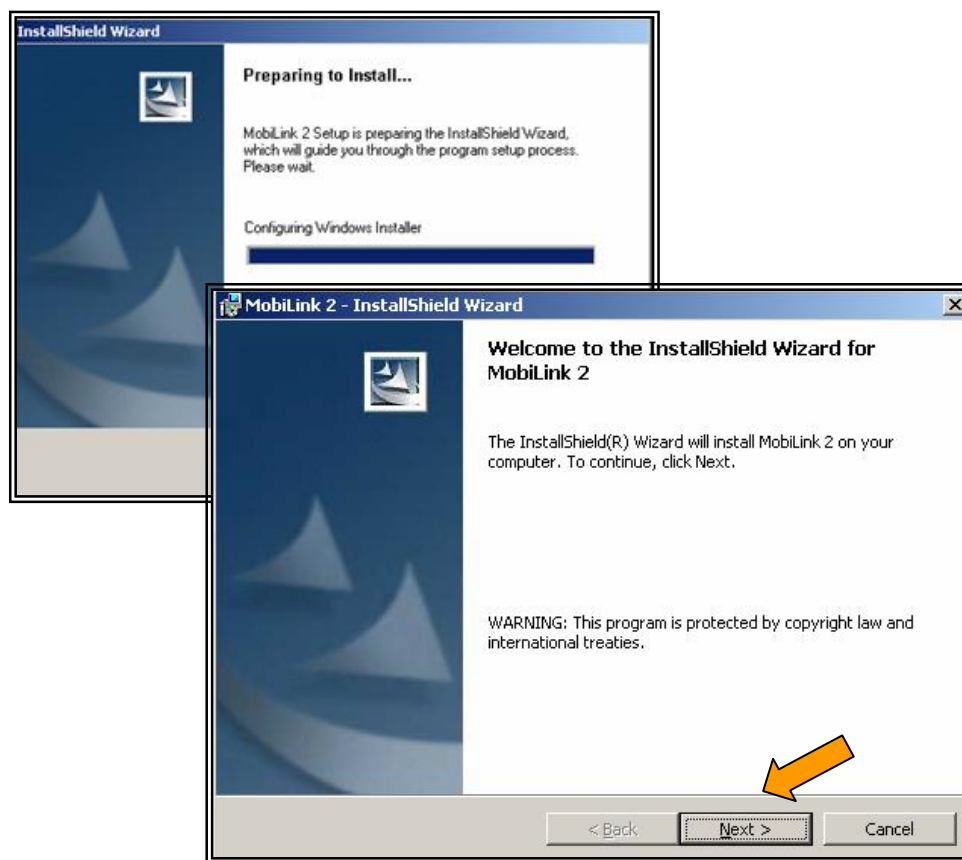 InstallShield Wizard
Preparing to Install...
MobiLink 2 Setup is preparing the InstallShield Wizard,
which will guide you through the program setup process.
Please wait.
Configuring Windows Installer
MobiLink 2 - InstallShield Wizard
Welcome to the InstallShield Wizard for
MobiLink 2
The InstallShield(R) Wizard will install MobiLink 2 on your
computer. To continue, click Next.
WARNING: This program is protected by copyright law and
international treaties.
< Back
Next >
Cancel